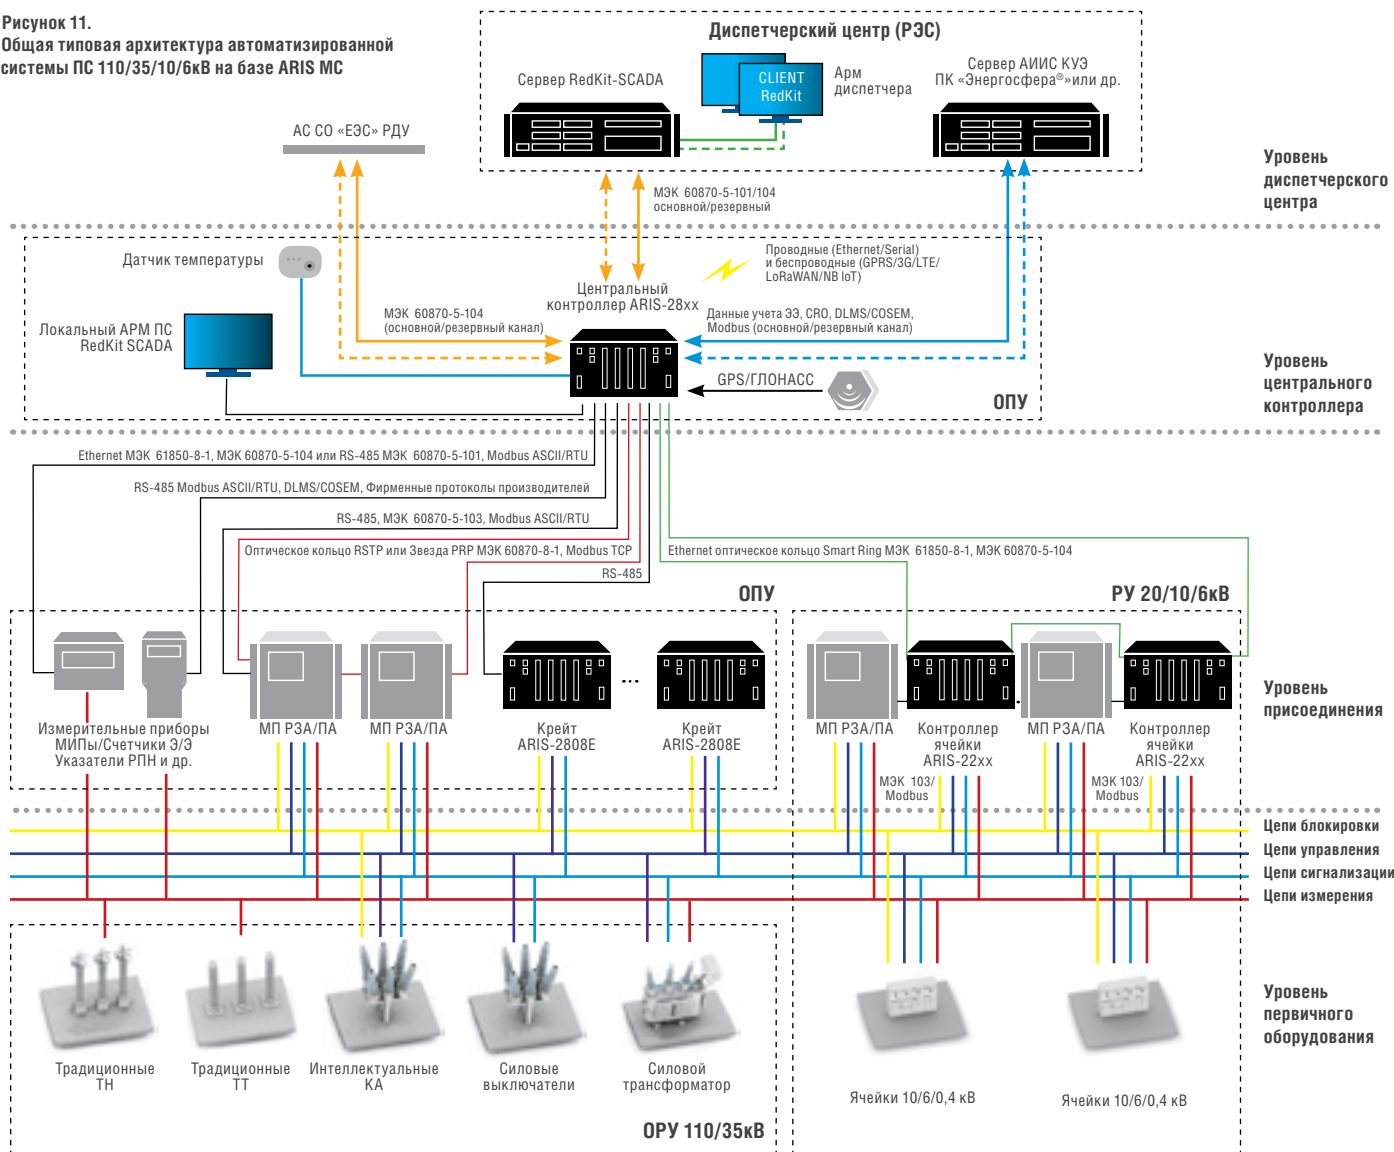 Рисунок 11.
Общая типовая архитектура автоматизированной
системы ПС 110/35/10/6кВ на базе ARIS MC
Диспетчерский центр (РЭС)
Сервер RedKit-SCADA
CLIENT
RedKit
Арм
диспетчера
Сервер АИИС КУЭ
ПК «Энергосфера®»или др.
АС СО «ЕЭС» РДУ
МЭК 60870-5-101/104
основной/резервный
Уровень
диспетчерского
центра
Датчик температуры
Проводные (Ethernet/Serial)
и беспроводные (GPRS/3G/LTE/
LoRaWAN/NB IoT)
Центральный
контроллер ARIS-28xx
Локальный АРМ ПС
RedKit SCADA
МЭК 60870-5-104
(основной/резервный канал)
Данные учета ЭЭ, CRO, DLMS/COSEM,
Modbus (основной/резервный канал)
GPS/ГЛОНАСС
ОПУ
Уровень
центрального
контроллера
Ethernet МЭК 61850-8-1, МЭК 60870-5-104 или RS-485 МЭК 60870-5-101, Modbus ASCII/RTU
RS-485 Modbus ASCII/RTU, DLMS/COSEM, Фирменные протоколы производителей
RS-485, МЭК 60870-5-103, Modbus ASCII/RTU
Оптическое кольцо RSTP или Звезда PRP МЭК 60870-8-1, Modbus TCP
Ethernet оптическое кольцо Smart Ring МЭК 61850-8-1, МЭК 60870-5-104
RS-485
ОПУ
РУ 20/10/6кВ
...
Измерительные приборы
МИПы/Счетчики Э/Э
Указатели РПН и др.
МП РЗА/ПА
МП РЗА/ПА
Крейт
ARIS-2808E
Крейт
ARIS-2808E
МП РЗА/ПА
Контроллер
ячейки
ARIS-22xx
МП РЗА/ПА
Контроллер
ячейки
ARIS-22xx
МЭК 103/
Modbus
МЭК 103/
Modbus
Уровень
присоединения
Цепи блокировки
Цепи управления
Цепи сигнализации
Цепи измерения
Традиционные
ТН
Традиционные
ТТ
Интеллектуальные
КА
Силовые
выключатели
Силовой
трансформатор
Ячейки 10/6/0,4 кВ
Ячейки 10/6/0,4 кВ
ОРУ 110/35кВ
Уровень
первичного
оборудования